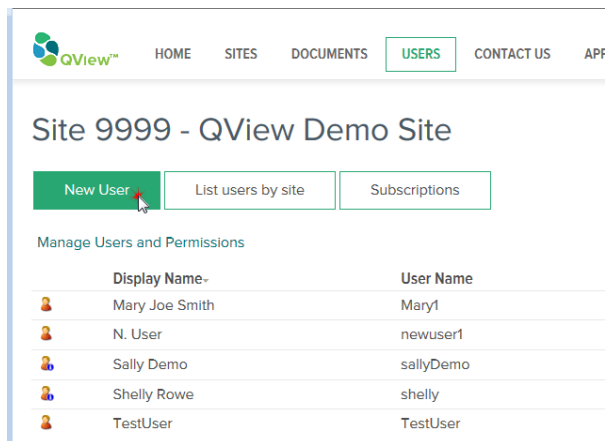 QView™ HOME SITES DOCUMENTS USERS CONTACT US APP
Site 9999 - QView Demo Site
New User List users by site Subscriptions
Manage Users and Permissions
Display Name User Name
Mary Joe Smith Mary1
N. User newuser1
Sally Demo sallyDemo
Shelly Rowe shelly
TestUser TestUser